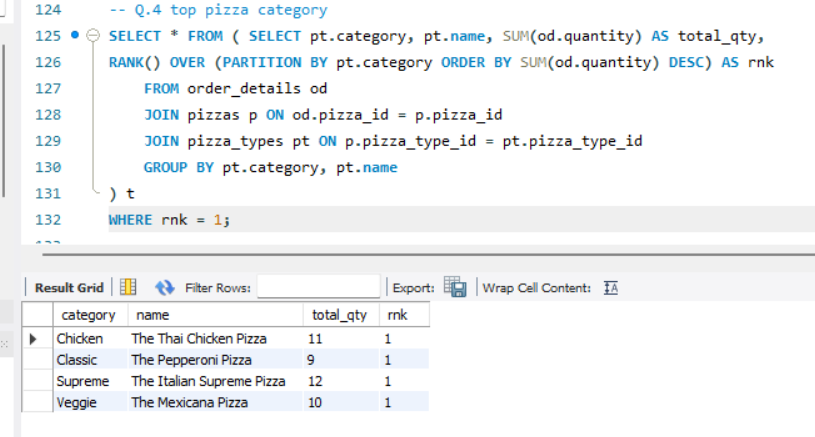 124 -- Q.4 top pizza category
125 SELECT * FROM ( SELECT pt.category, pt.name, SUM(od.quantity) AS total_qty,
126 RANK() OVER (PARTITION BY pt.category ORDER BY SUM(od.quantity) DESC) AS rnk
127 FROM order_details od
128 JOIN pizzas p ON od.pizza_id = p.pizza_id
129 JOIN pizza_types pt ON p.pizza_type_id = pt.pizza_type_id
130 GROUP BY pt.category, pt.name
131 ) t
132 WHERE rnk = 1;
Result Grid Filter Rows: Export: Wrap Cell Content: IA
category name total_qty rnk
Chicken The Thai Chicken Pizza 11 1
Classic The Pepperoni Pizza 9 1
Supreme The Italian Supreme Pizza 12 1
Veggie The Mexicana Pizza 10 1